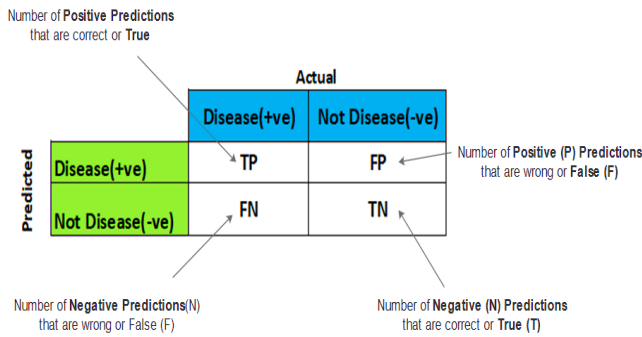 Number of Positive Predictions
that are correct or True
Actual
Disease(+ve) Not Disease(-ve)
Predicted
Disease(+ve) TP FP
Number of Positive (P) Predictions
that are wrong or False (F)
Not Disease(-ve) FN TN
Number of Negative Predictions(N)
that are wrong or False (F)
Number of Negative (N) Predictions
that are correct or True (T)